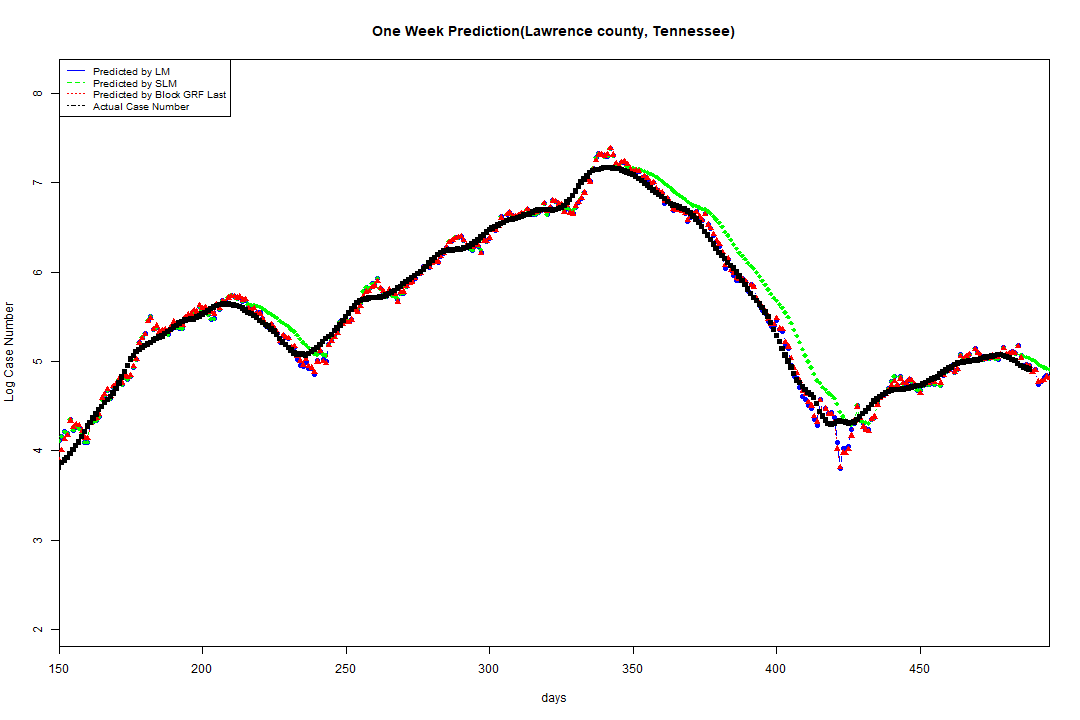 One Week Prediction(Lawrence county, Tennessee)
Predicted by LM
Predicted by SLM
Predicted by Block GRF Last
Actual Case Number
Log Case Number
8
7
6
5
4
3
2
150 200 250 300 350 400 450
days